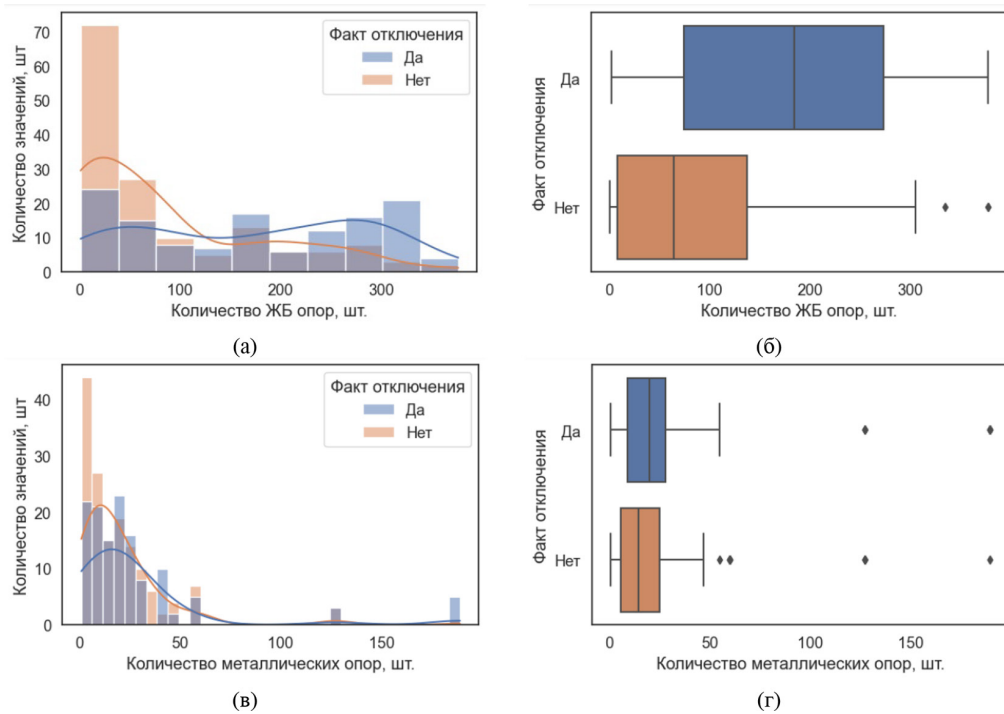 70
60
50
40
30
20
10
0
Количество значений, шт
Факт отключения
Да
Нет
0
100
200
300
Количество ЖБ опор, шт.
(а)
Факт отключения
Да
Нет
0
100
200
300
Количество ЖБ опор, шт.
(б)
40
30
20
10
0
Количество значений, шт
Факт отключения
Да
Нет
0
50
100
150
Количество металлических опор, шт.
(в)
Факт отключения
Да
Нет
0
50
100
150
Количество металлических опор, шт.
(г)